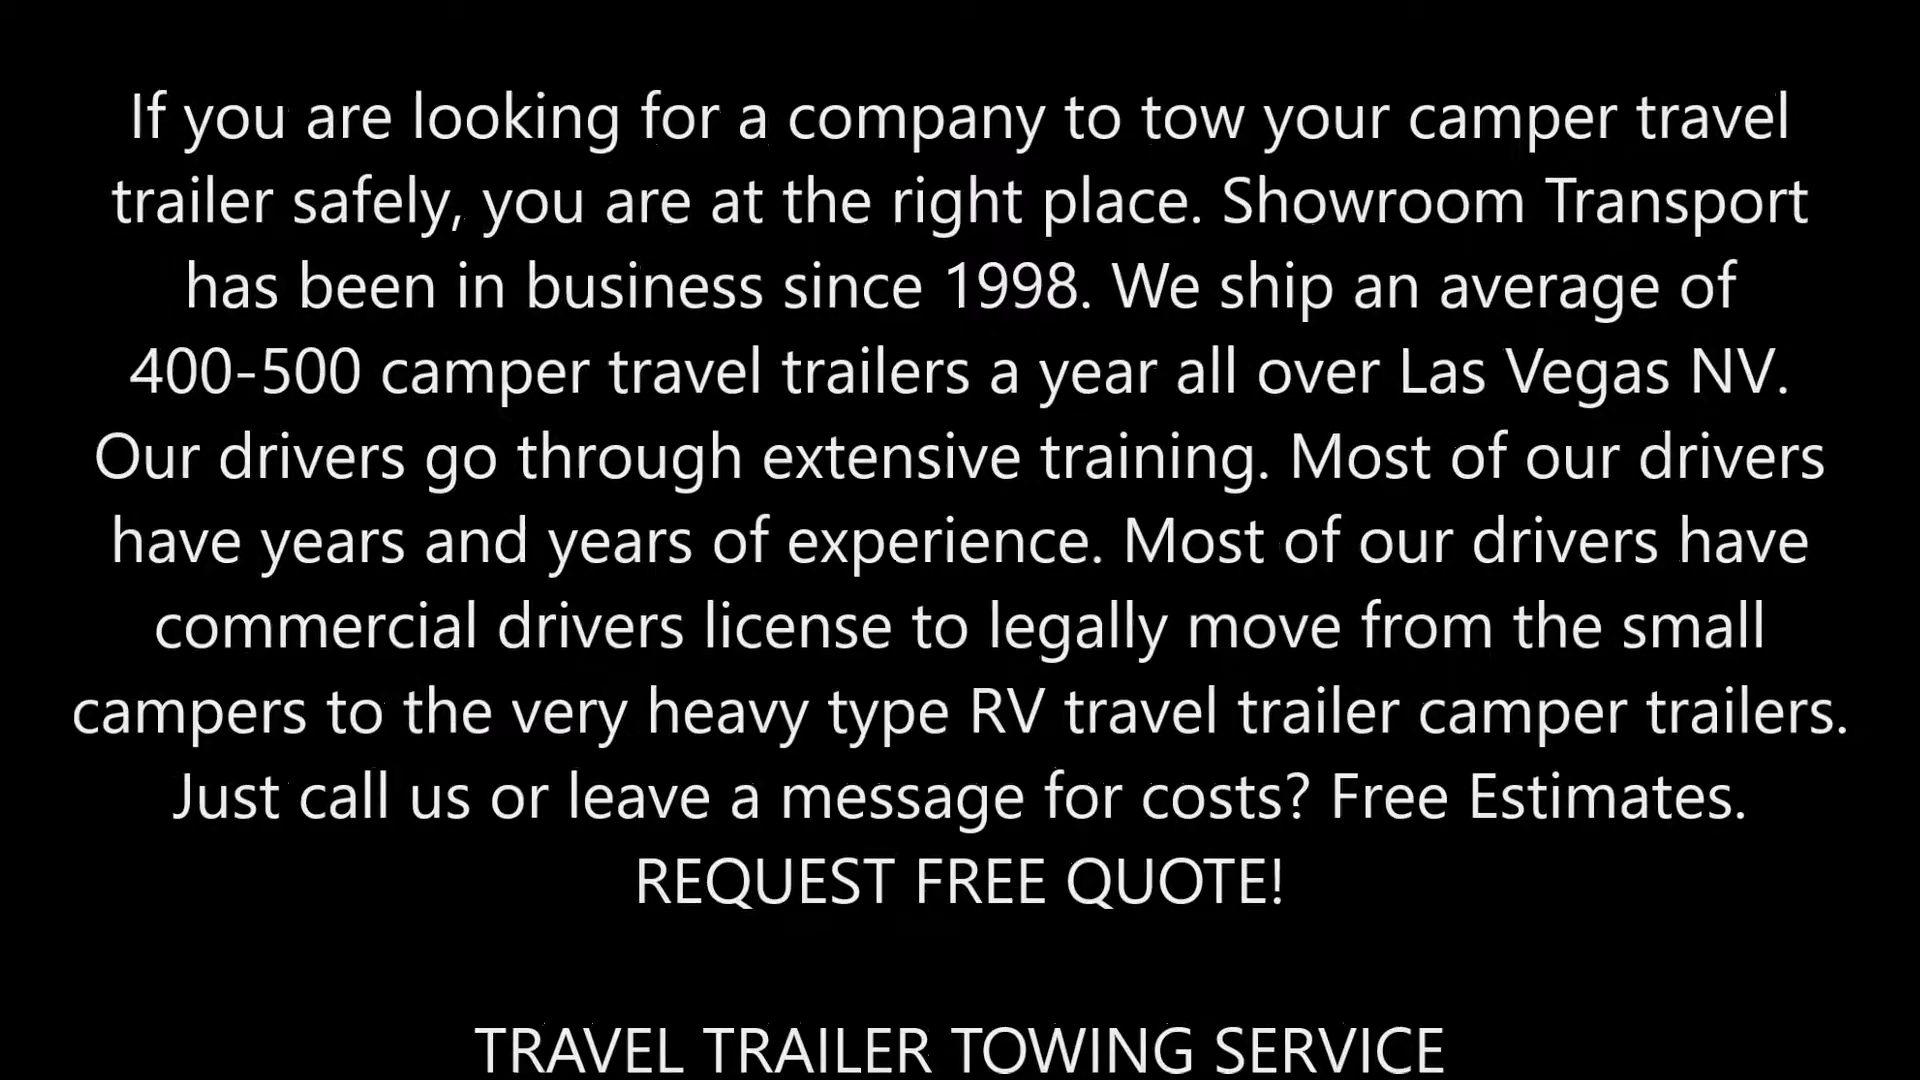 If you are looking for a company to tow your camper travel
trailer safely, you are at the right place. Showroom Transport
has been in business since 1998. We ship an average of
400-500 camper travel trailers a year all over Las Vegas NV.
Our drivers go through extensive training. Most of our drivers
have years and years of experience. Most of our drivers have
commercial drivers license to legally move from the small
campers to the very heavy type RV travel trailer camper trailers.
Just call us or leave a message for costs? Free Estimates.
REQUEST FREE QUOTE!
TRAVEL TRAILER TOWING SERVICE